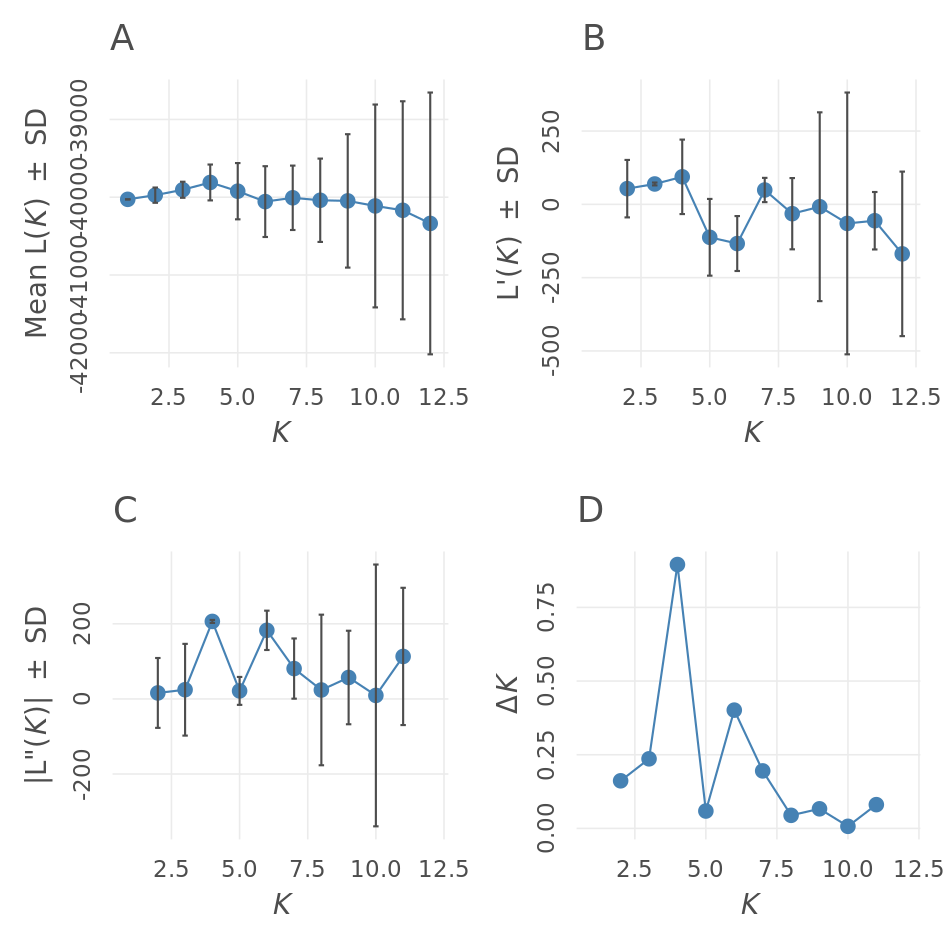 A
Mean L(K) ± SD
-39000
-40000
-41000
-42000
2.5 5.0 7.5 10.0 12.5
K
B
L'(K) ± SD
250
0
-250
-500
2.5 5.0 7.5 10.0 12.5
K
C
|L"(K)| ± SD
200
0
-200
2.5 5.0 7.5 10.0 12.5
K
D
ΔK
0.75
0.50
0.25
0.00
2.5 5.0 7.5 10.0 12.5
K